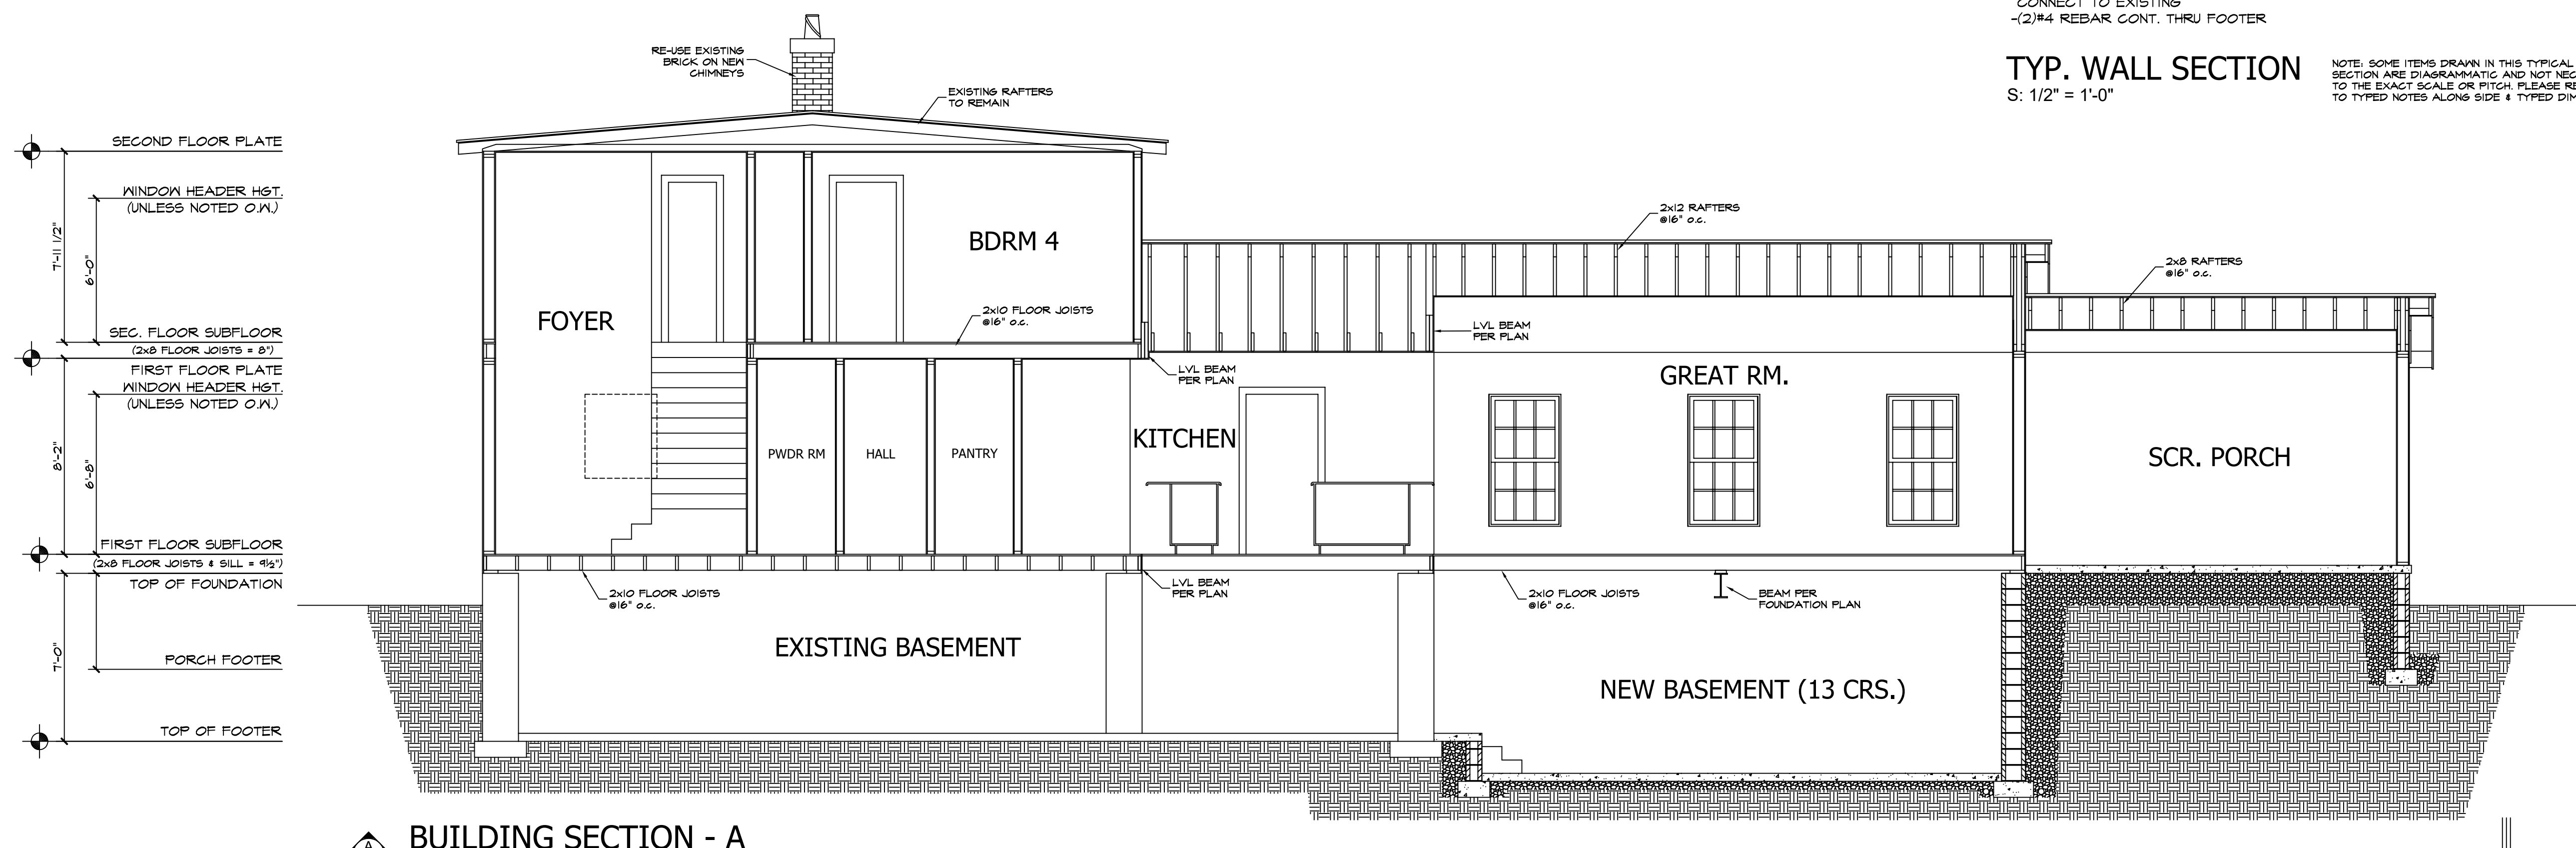 CONNECT TO EXISTING
-(2)#4 REBAR CONT. THRU FOOTER
TYP. WALL SECTION
S: 1/2" = 1'-0"
NOTE: SOME ITEMS DRAWN IN THIS TYPICAL
SECTION ARE DIAGRAMMATIC AND NOT NEC
TO THE EXACT SCALE OR PITCH. PLEASE RE
TO TYPED NOTES ALONG SIDE & TYPED DIM
RE-USE EXISTING
BRICK ON NEW
CHIMNEYS
EXISTING RAFTERS
TO REMAIN
SECOND FLOOR PLATE
WINDOW HEADER HGT.
(UNLESS NOTED O.W.)
7'-11 1/2"
6'-0"
SEC. FLOOR SUBFLOOR
(2x8 FLOOR JOISTS = 8")
FIRST FLOOR PLATE
WINDOW HEADER HGT.
(UNLESS NOTED O.W.)
8'-2"
6'-8"
FIRST FLOOR SUBFLOOR
(2x8 FLOOR JOISTS & SILL = 9½")
TOP OF FOUNDATION
7'-0"
PORCH FOOTER
TOP OF FOOTER
BDRM 4
FOYER
2x10 FLOOR JOISTS
@16" o.c.
2x12 RAFTERS
@16" o.c.
2x8 RAFTERS
@16" o.c.
LVL BEAM
PER PLAN
LVL BEAM
PER PLAN
GREAT RM.
KITCHEN
PWDR RM
HALL
PANTRY
SCR. PORCH
2x10 FLOOR JOISTS
@16" o.c.
LVL BEAM
PER PLAN
2x10 FLOOR JOISTS
@16" o.c.
BEAM PER
FOUNDATION PLAN
EXISTING BASEMENT
NEW BASEMENT (13 CRS.)
A
BUILDING SECTION - A